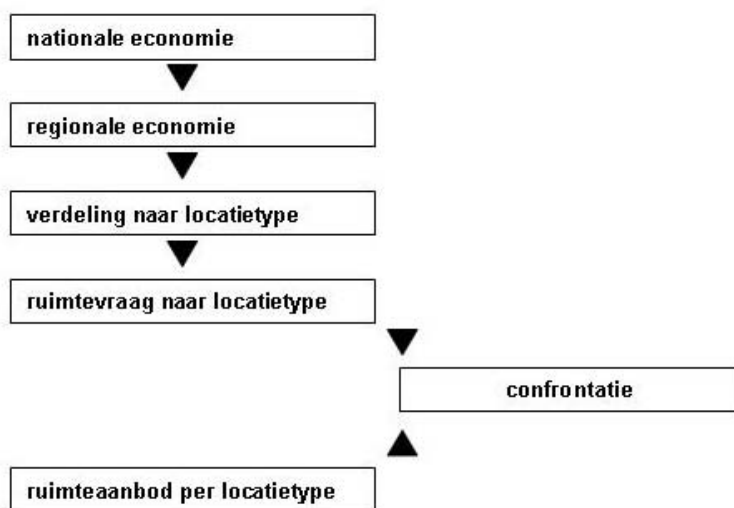 nationale economie
regionale economie
verdeling naar locatietype
ruimtevraag naar locatietype
confrontatie
ruimteaanbod per locatietype